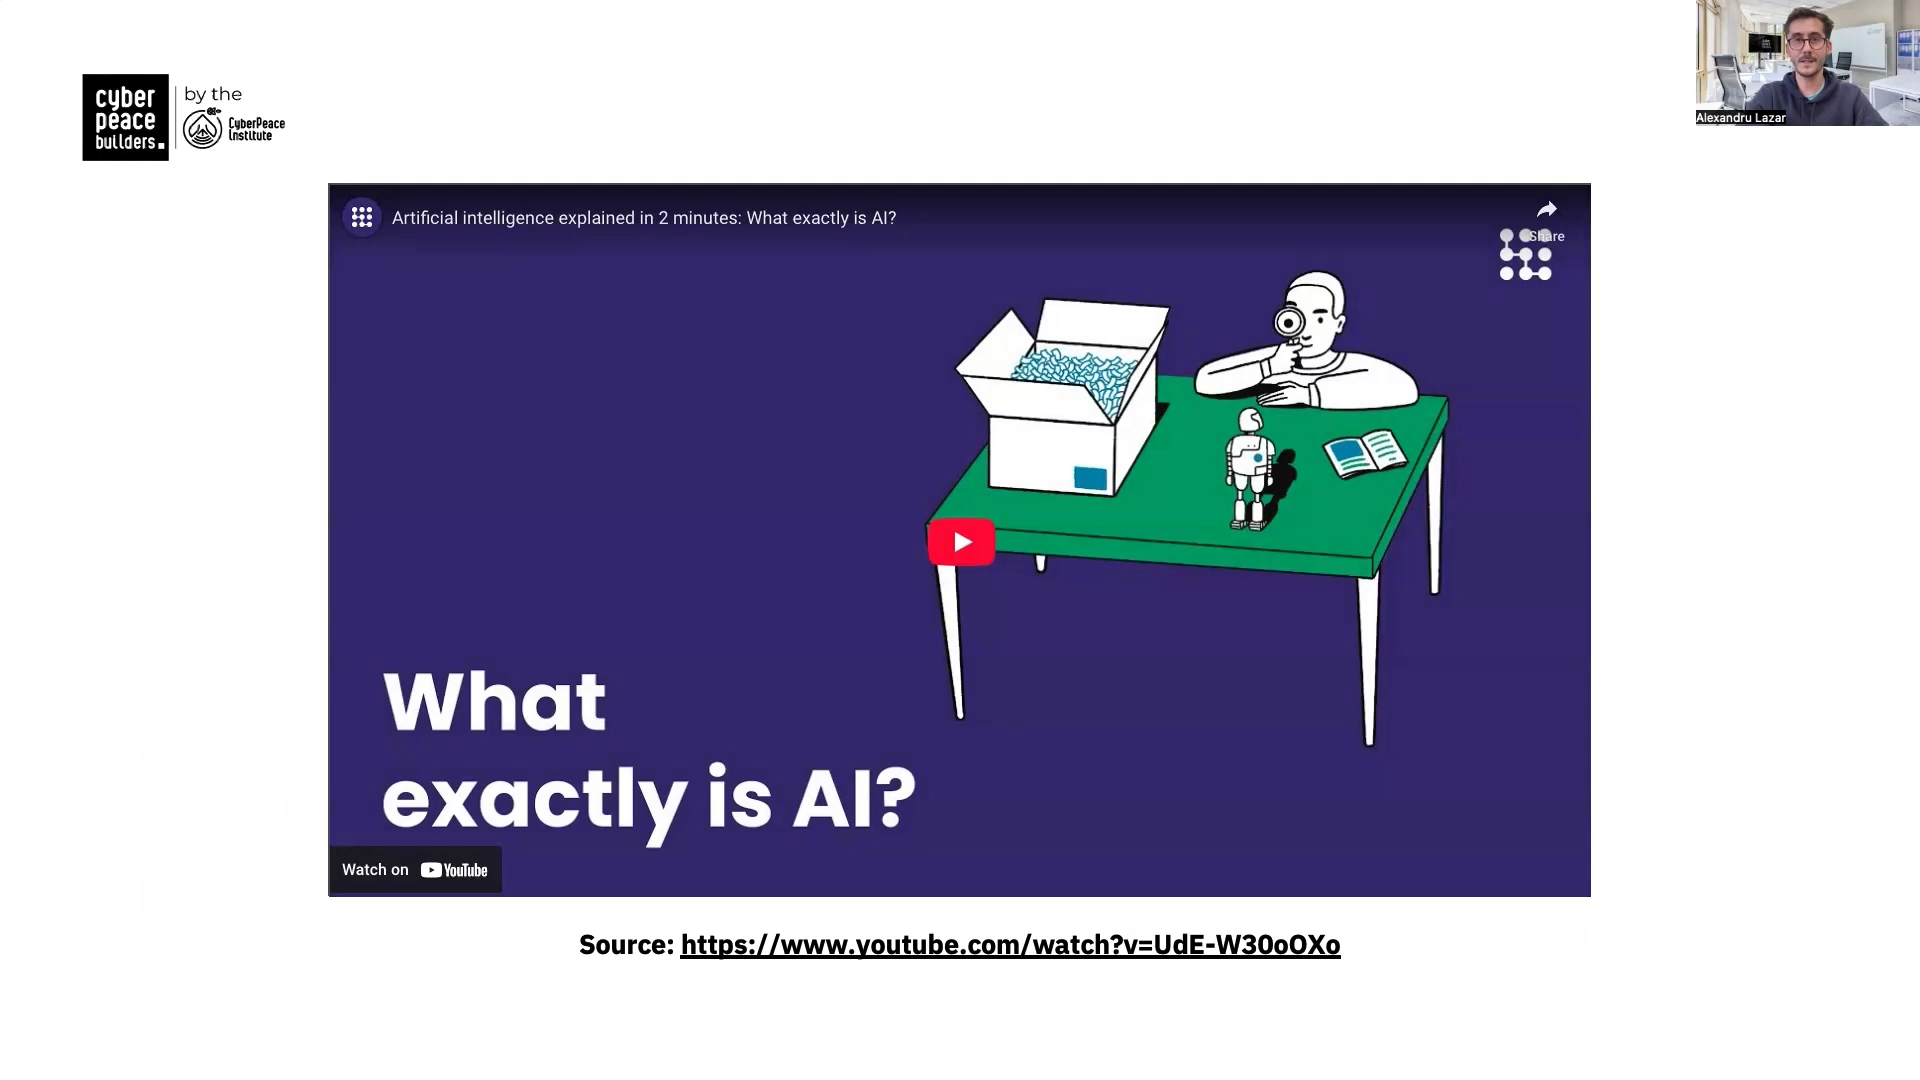 cyber
peace
builders.
by the
CyberPeace
Institute
Alexandru Lazar
Artificial intelligence explained in 2 minutes: What exactly is AI?
Share
What
exactly is AI?
Watch on YouTube
Source: https://www.youtube.com/watch?v=UdE-W30oOXo